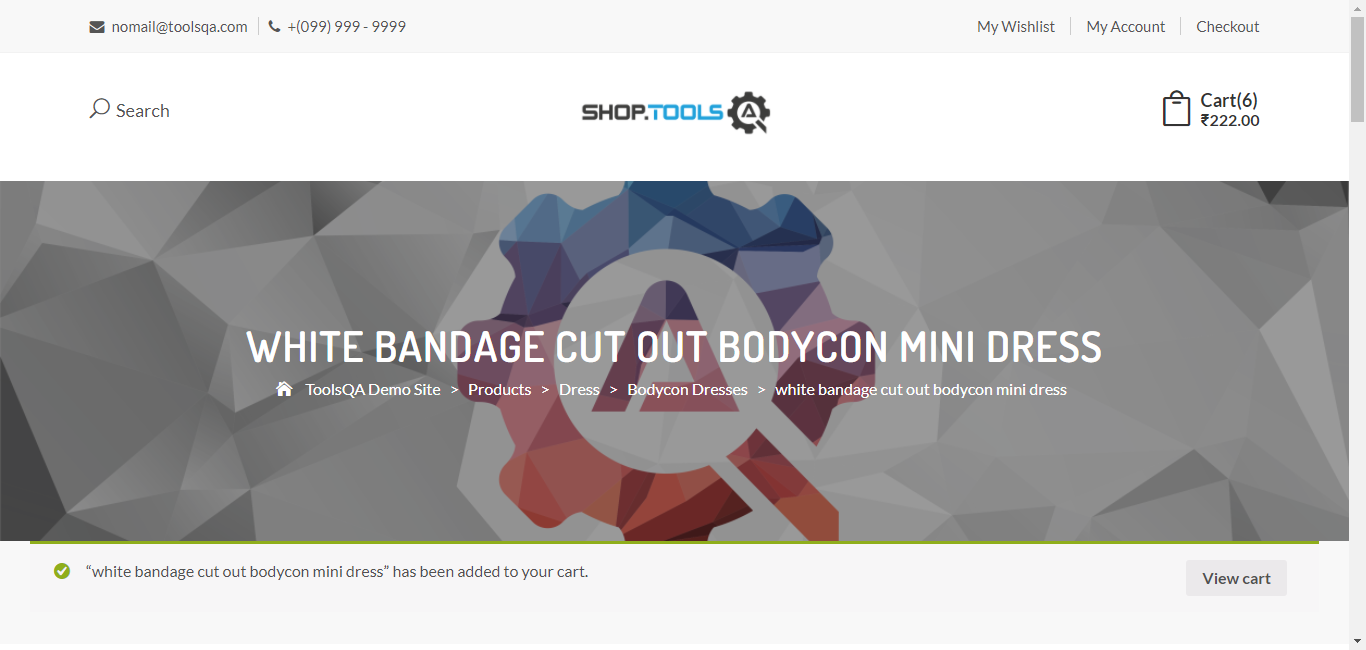 nomail@toolsqa.com
+(099) 999 - 9999
My Wishlist
My Account
Checkout
Search
SHOP.TOOLS
Cart(6)
₹222.00
WHITE BANDAGE CUT OUT BODYCON MINI DRESS
ToolsQA Demo Site > Products > Dress > Bodycon Dresses > white bandage cut out bodycon mini dress
“white bandage cut out bodycon mini dress” has been added to your cart.
View cart